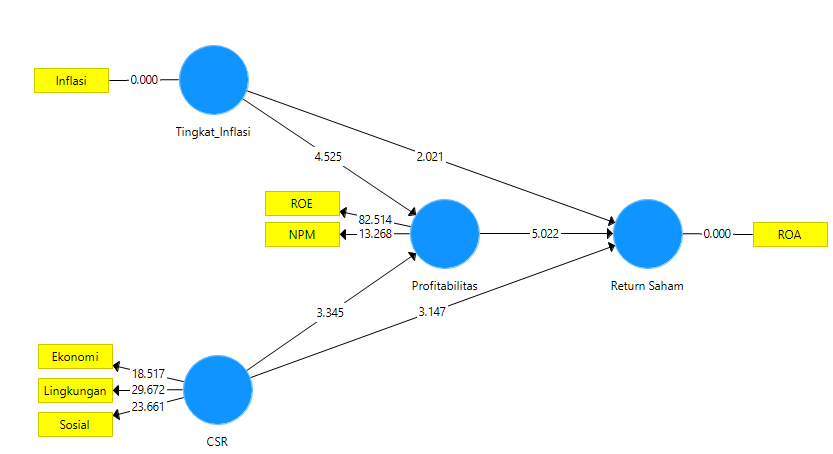 Inflasi
0.000
Tingkat_Inflasi
4.525
2.021
ROE
82.514
NPM
13.268
Profitabilitas
5.022
Return Saham
0.000
ROA
3.345
3.147
Ekonomi
18.517
Lingkungan
29.672
Sosial
23.661
CSR